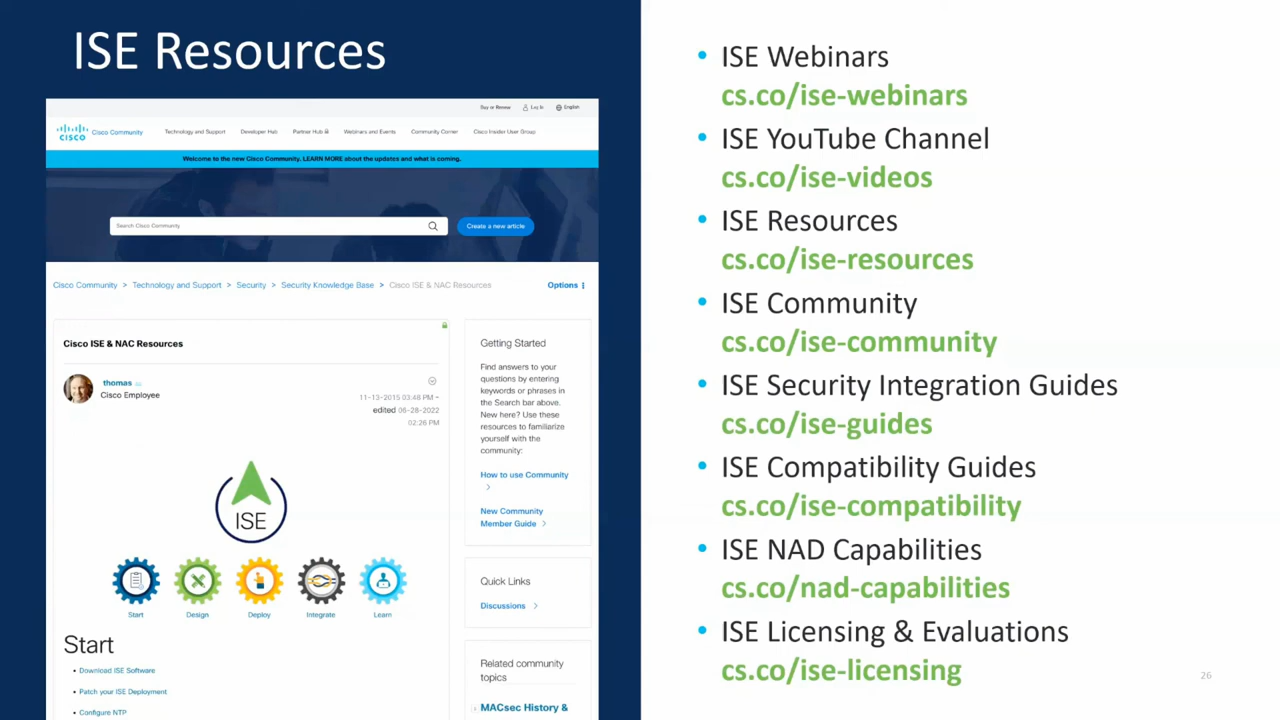 ISE Resources
Buy or Renew
Log In
English
CISCO
Cisco Community
Technology and Support
Developer Hub
Partner Hub
Webinars and Events
Community Corner
Cisco Insider User Group
Welcome to the new Cisco Community. LEARN MORE about the updates and what is coming.
Search Cisco Community
Create a new article
Cisco Community > Technology and Support > Security > Security Knowledge Base > Cisco ISE & NAC Resources
Options
Cisco ISE & NAC Resources
thomas
Cisco Employee
11-13-2015 03:48 PM -
edited 06-28-2022
02:26 PM
ISE
Start
Design
Deploy
Integrate
Learn
Start
• Download ISE Software
• Patch your ISE Deployment
• Configure NTP
Getting Started
Find answers to your
questions by entering
keywords or phrases in
the Search bar above.
New here? Use these
resources to familiarize
yourself with the
community:
How to use Community
>
New Community
Member Guide >
Quick Links
Discussions >
Related community
topics
MACsec History &
• ISE Webinars
cs.co/ise-webinars
• ISE YouTube Channel
cs.co/ise-videos
• ISE Resources
cs.co/ise-resources
• ISE Community
cs.co/ise-community
• ISE Security Integration Guides
cs.co/ise-guides
• ISE Compatibility Guides
cs.co/ise-compatibility
• ISE NAD Capabilities
cs.co/nad-capabilities
• ISE Licensing & Evaluations
cs.co/ise-licensing
26